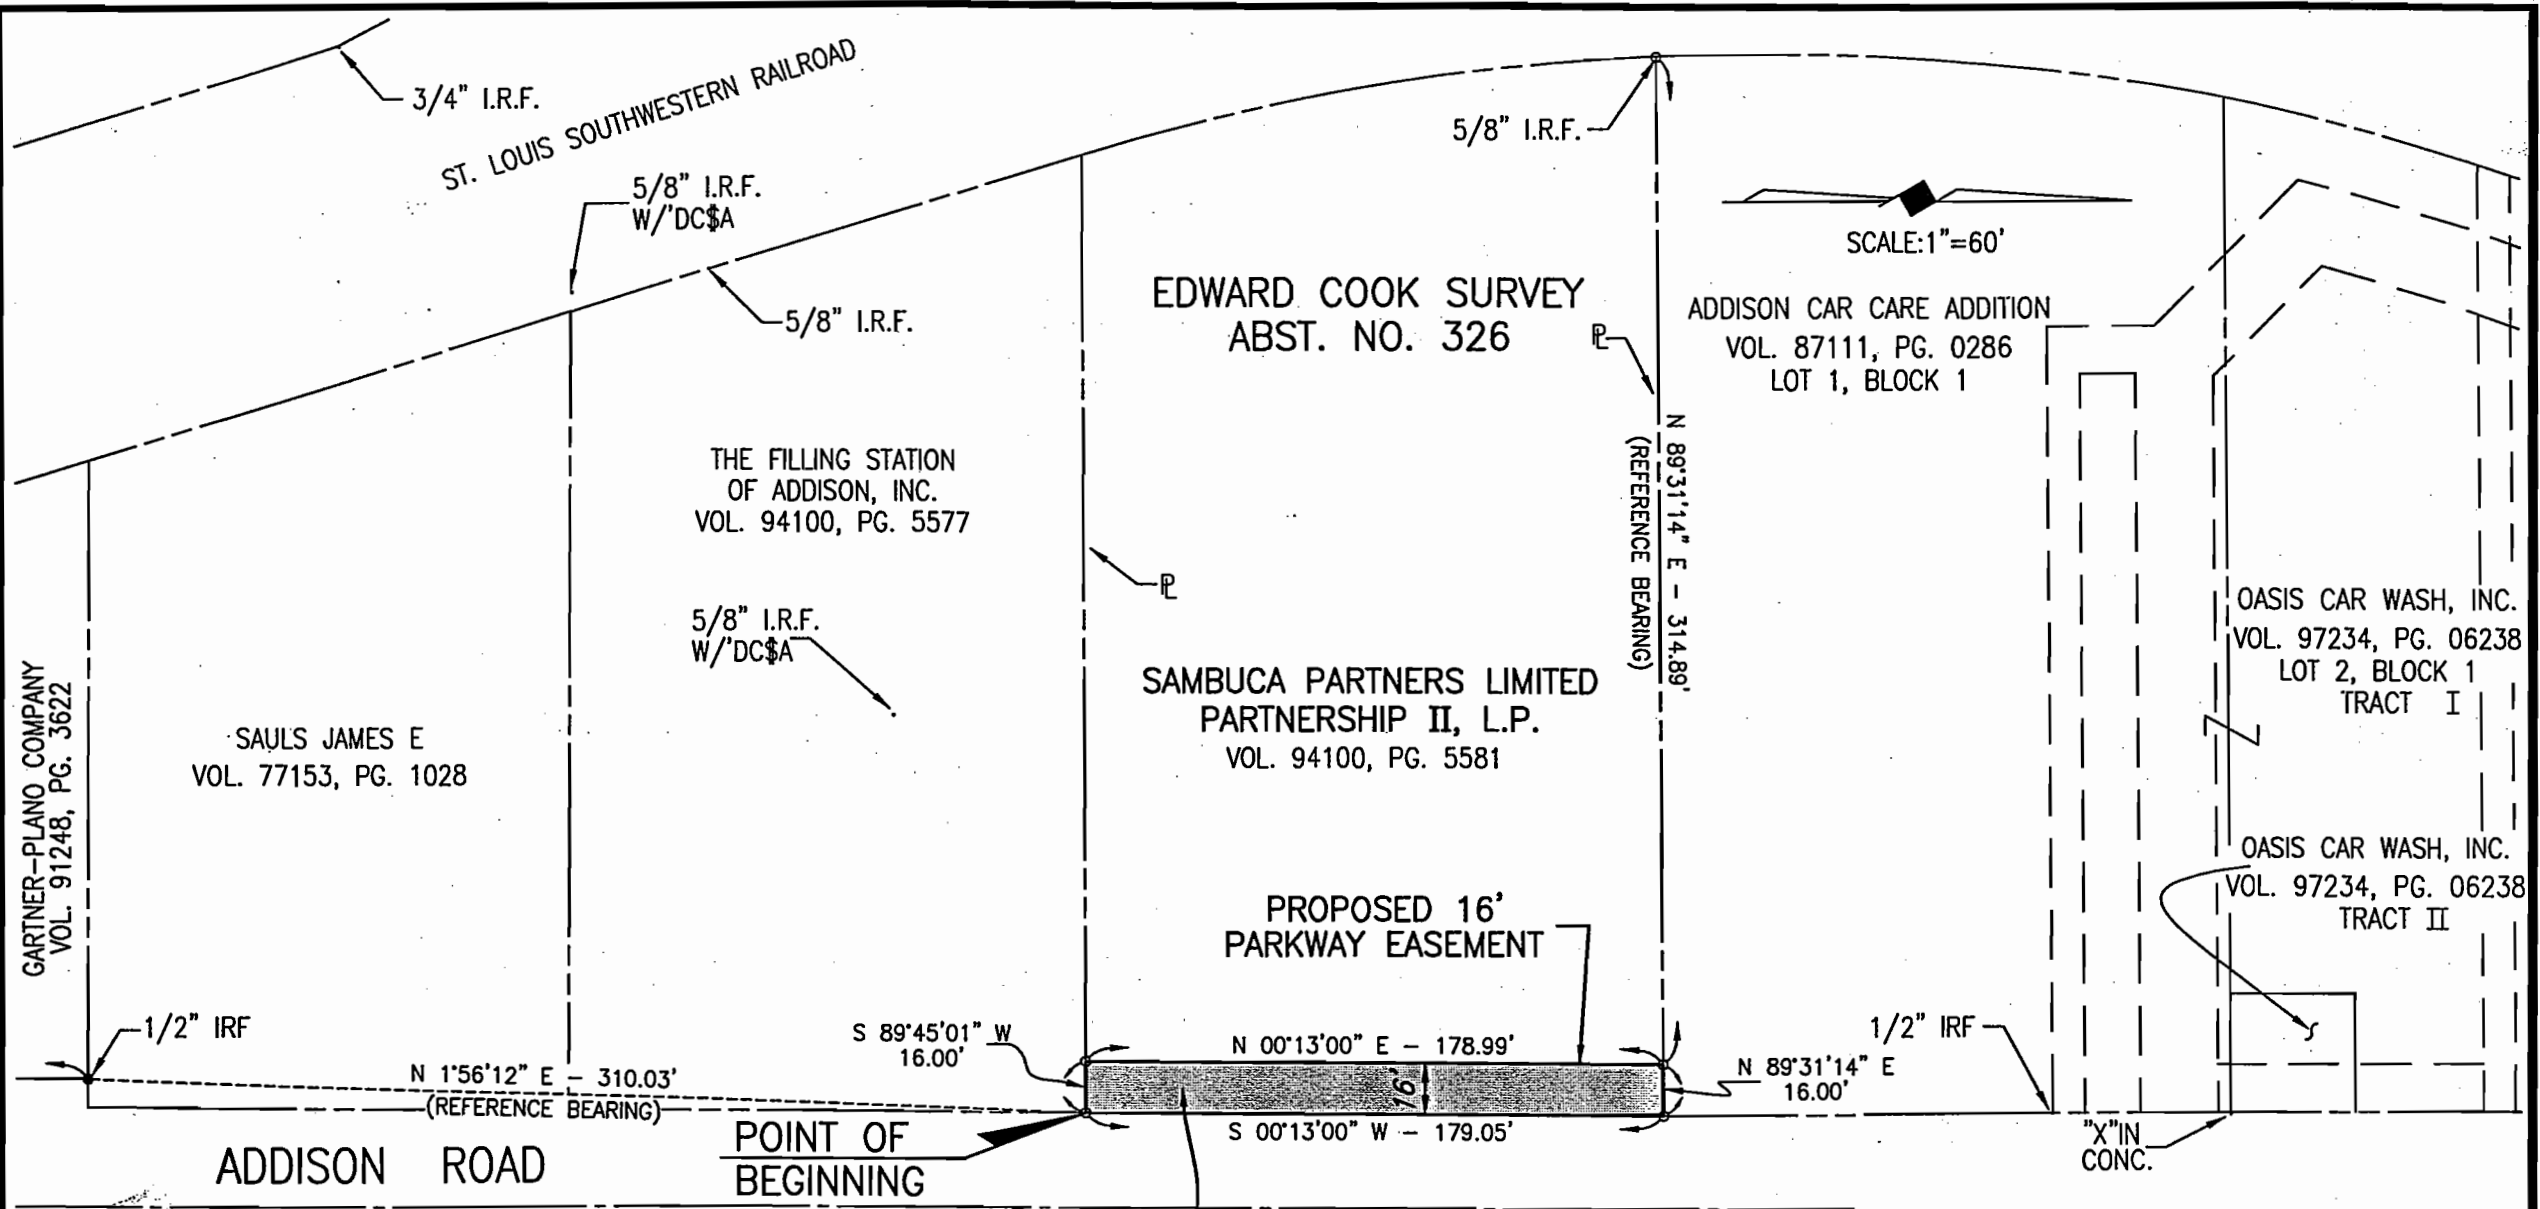 3/4" I.R.F.
ST. LOUIS SOUTHWESTERN RAILROAD
5/8" I.R.F.
W/'DC$A
5/8" I.R.F.
5/8" I.R.F.
SCALE:1"=60'
EDWARD COOK SURVEY
ABST. NO. 326
PL
ADDISON CAR CARE ADDITION
VOL. 87111, PG. 0286
LOT 1, BLOCK 1
N 89°31'14" E - 314.89'
(REFERENCE BEARING)
THE FILLING STATION
OF ADDISON, INC.
VOL. 94100, PG. 5577
PL
5/8" I.R.F.
W/'DC$A
SAMBUCA PARTNERS LIMITED
PARTNERSHIP II, L.P.
VOL. 94100, PG. 5581
OASIS CAR WASH, INC.
VOL. 97234, PG. 06238
LOT 2, BLOCK 1
TRACT I
GARTNER-PLANO COMPANY
VOL. 91248, PG. 3622
SAULS JAMES E
VOL. 77153, PG. 1028
OASIS CAR WASH, INC.
VOL. 97234, PG. 06238
TRACT II
PROPOSED 16'
PARKWAY EASEMENT
1/2" IRF
S 89°45'01" W
16.00'
N 00°13'00" E - 178.99'
16'
1/2" IRF
N 89°31'14" E
16.00'
N 1°56'12" E - 310.03'
(REFERENCE BEARING)
S 00°13'00" W - 179.05'
POINT OF
BEGINNING
"X"IN
CONC.
ADDISON ROAD